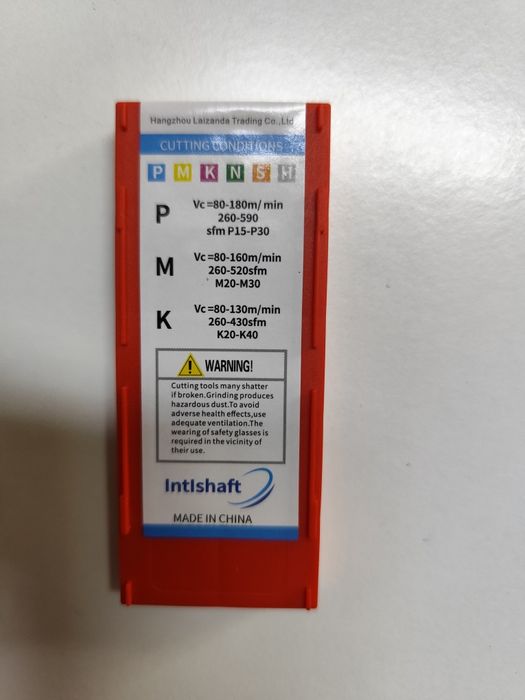 Hangzhou Laizanda Trading Co.,Ltd
CUTTING CONDITIONS
P M K N S H
P
Vc=80-180m/min
260-590
sfm P15-P30
M
Vc=80-160m/min
260-520sfm
M20-M30
K
Vc=80-130m/min
260-430sfm
K20-K40
WARNING!
Cutting tools many shatter
if broken.Grinding produces
hazardous dust.To avoid
adverse health effects,use
adequate ventilation.The
wearing of safety glasses is
required in the vicinity of
their use.
Intlshaft
MADE IN CHINA